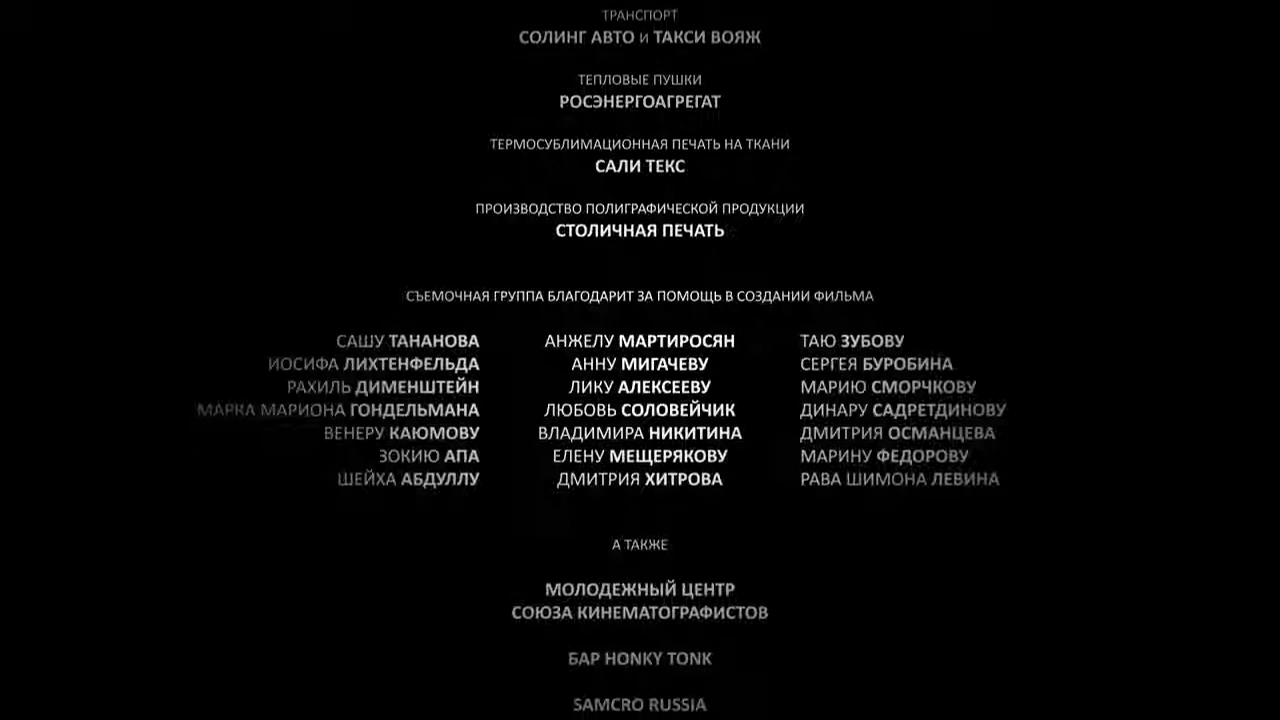 ТРАНСПОРТ
СОЛИНГ АВТО и ТАКСИ ВОЯЖ
ТЕПЛОВЫЕ ПУШКИ
РОСЭНЕРГОАГРЕГАТ
ТЕРМОСУБЛИМАЦИОННАЯ ПЕЧАТЬ НА ТКАНИ
САЛИ ТЕКС
ПРОИЗВОДСТВО ПОЛИГРАФИЧЕСКОЙ ПРОДУКЦИИ
СТОЛИЧНАЯ ПЕЧАТЬ
СЪЕМОЧНАЯ ГРУППА БЛАГОДАРИТ ЗА ПОМОЩЬ В СОЗДАНИИ ФИЛЬМА
САШУ ТАНАНОВА
ИОСИФА ЛИХТЕНФЕЛЬДА
РАХИЛЬ ДИМЕНШТЕЙН
МАРКА МАРИОНА ГОНДЕЛЬМАНА
ВЕНЕРУ КАЮМОВУ
ЗОКИЮ АПА
ШЕЙХА АБДУЛЛУ
АНЖЕЛУ МАРТИРОСЯН
АННУ МИГАЧЕВУ
ЛИКУ АЛЕКСЕЕВУ
ЛЮБОВЬ СОЛОВЕЙЧИК
ВЛАДИМИРА НИКИТИНА
ЕЛЕНУ МЕЩЕРЯКОВУ
ДМИТРИЯ ХИТРОВА
ТАЮ ЗУБОВУ
СЕРГЕЯ БУРОБИНА
МАРИЮ СМОРЧКОВУ
ДИНАРУ САДРЕТДИНОВУ
ДМИТРИЯ ОСМАНЦЕВА
МАРИНУ ФЕДОРОВУ
РАВА ШИМОНА ЛЕВИНА
А ТАКЖЕ
МОЛОДЕЖНЫЙ ЦЕНТР
СОЮЗА КИНЕМАТОГРАФИСТОВ
БАР HONKY TONK
SAMCRO RUSSIA